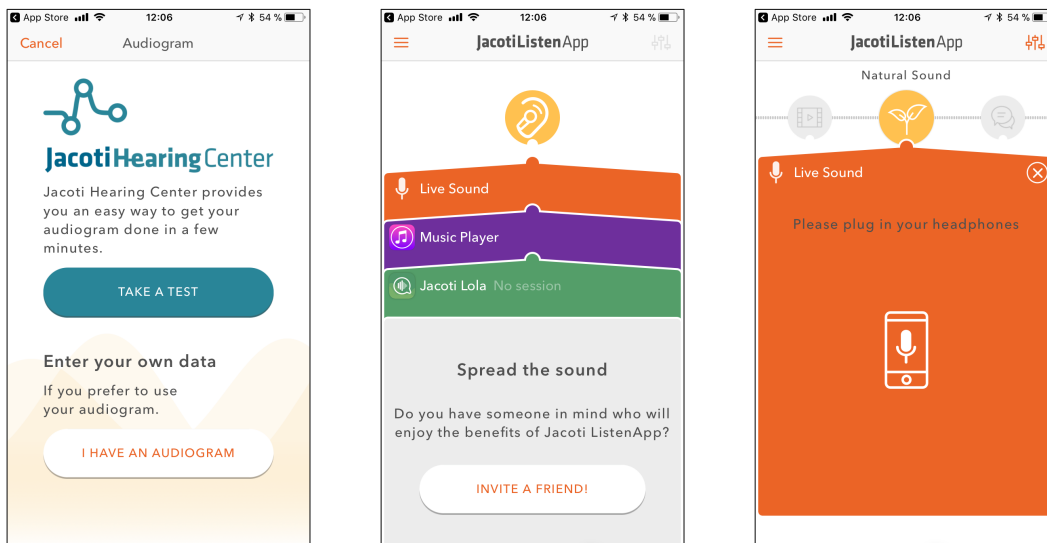 App Store 12:06 54 %
Cancel Audiogram
Jacoti Hearing Center
Jacoti Hearing Center provides
you an easy way to get your
audiogram done in a few
minutes.
TAKE A TEST
Enter your own data
If you prefer to use
your audiogram.
I HAVE AN AUDIOGRAM
App Store 12:06 54 %
JacotiListenApp
Live Sound
Music Player
Jacoti Lola No session
Spread the sound
Do you have someone in mind who will
enjoy the benefits of Jacoti ListenApp?
INVITE A FRIEND!
App Store 12:06 54 %
JacotiListenApp
Natural Sound
Live Sound
Please plug in your headphones